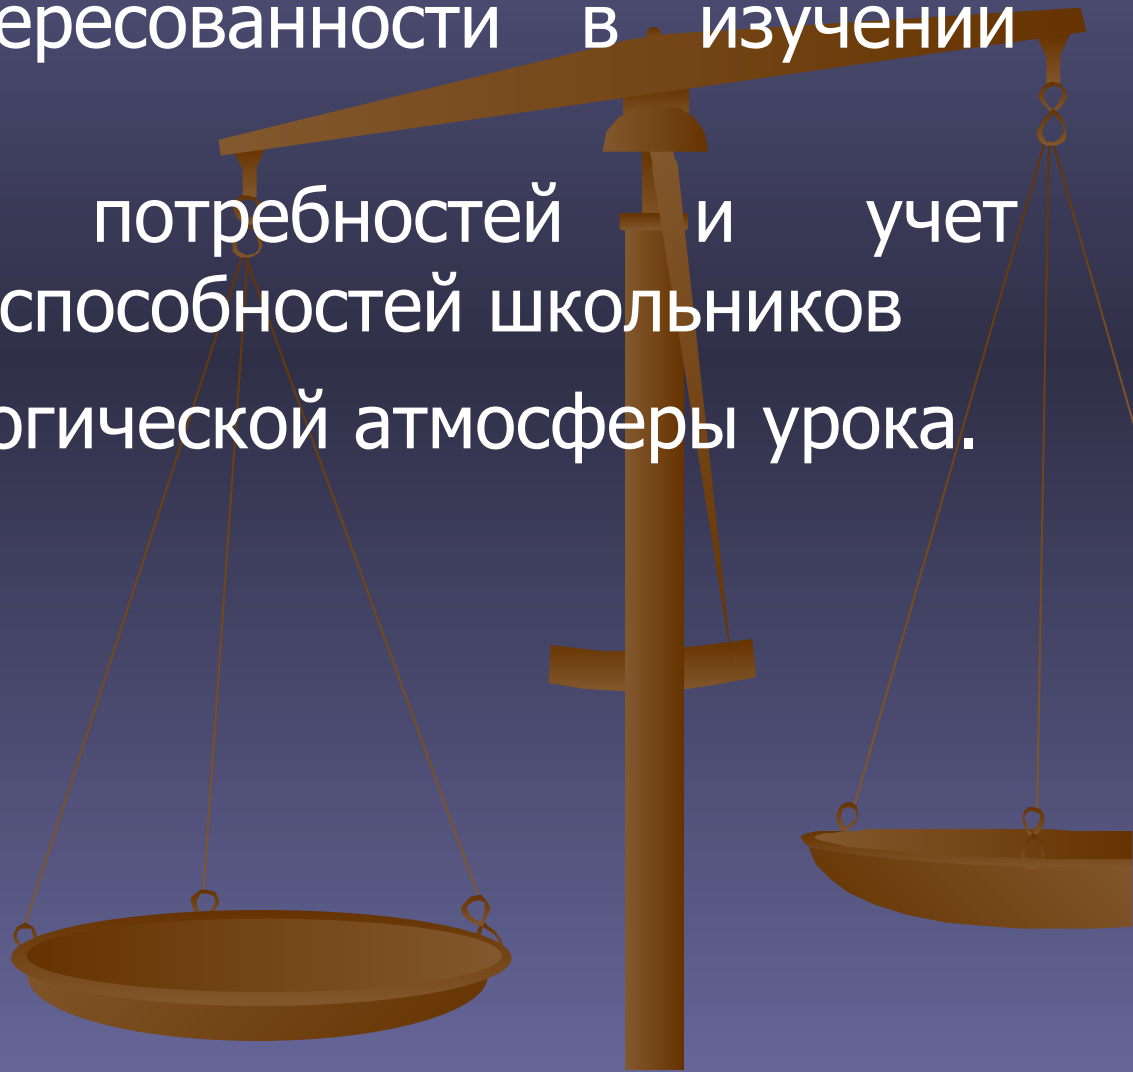 ересованности в изучении
потребностей и учет
способностей школьников
огической атмосферы урока.